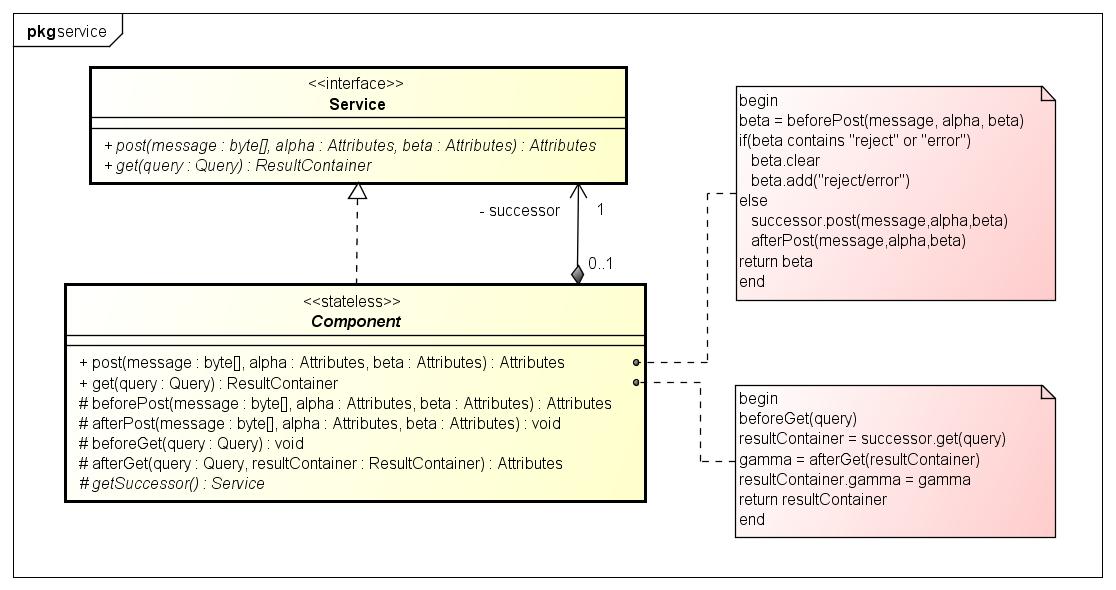 pkg service
<<interface>>
Service
+ post(message : byte[], alpha : Attributes, beta : Attributes) : Attributes
+ get(query : Query) : ResultContainer
- successor
1
0..1
<<stateless>>
Component
+ post(message : byte[], alpha : Attributes, beta : Attributes) : Attributes
+ get(query : Query) : ResultContainer
# beforePost(message : byte[], alpha : Attributes, beta : Attributes) : Attributes
# afterPost(message : byte[], alpha : Attributes, beta : Attributes) : void
# beforeGet(query : Query) : void
# afterGet(query : Query, resultContainer : ResultContainer) : Attributes
# getSuccessor() : Service
begin
beta = beforePost(message, alpha, beta)
if(beta contains "reject" or "error")
beta.clear
beta.add("reject/error")
else
successor.post(message,alpha,beta)
afterPost(message,alpha,beta)
return beta
end
begin
beforeGet(query)
resultContainer = successor.get(query)
gamma = afterGet(resultContainer)
resultContainer.gamma = gamma
return resultContainer
end